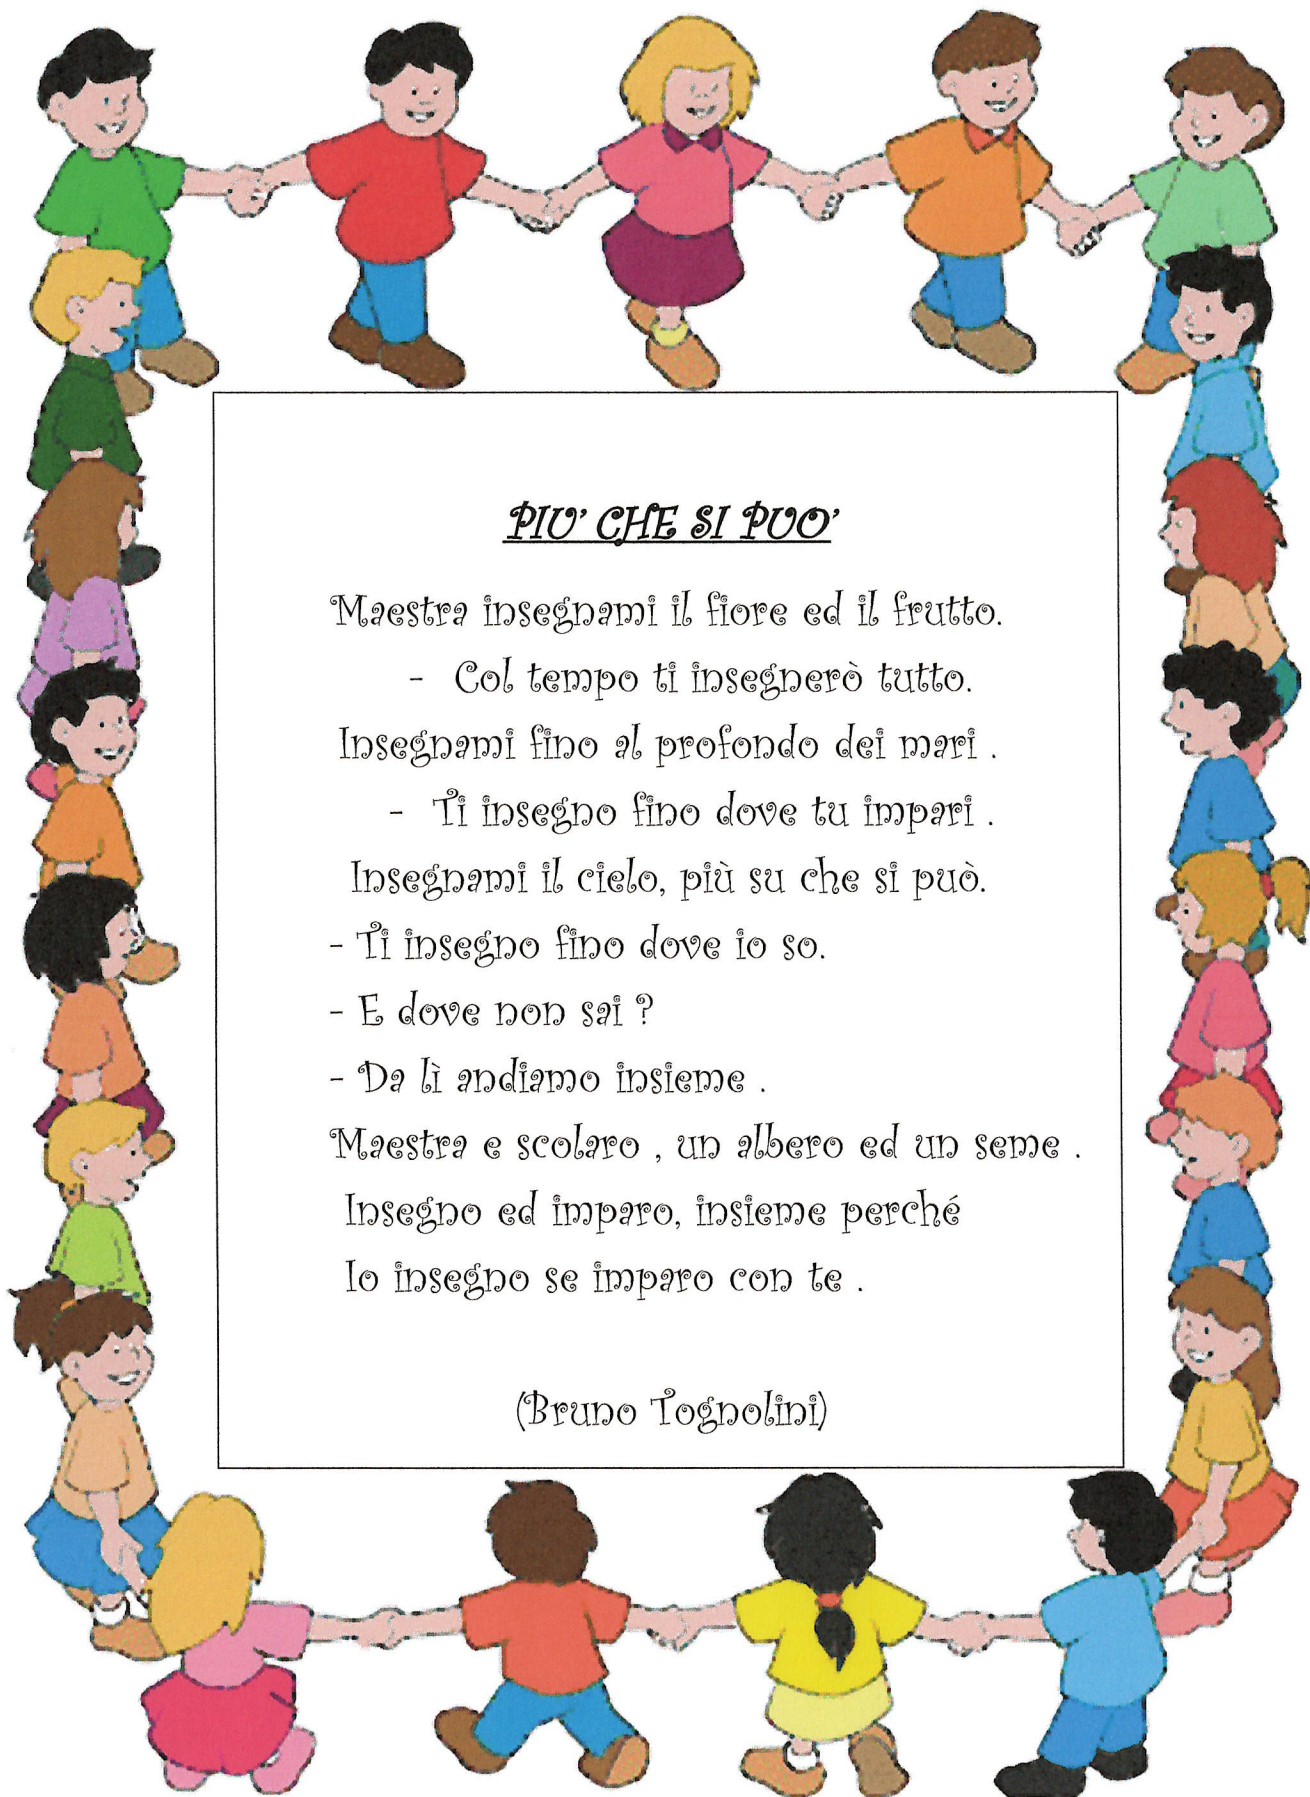 PIU' CHE SI PUO'
Maestra insegnami il fiore ed il frutto.
- Col tempo ti insegnerò tutto.
Insegnami fino al profondo dei mari .
- Ti insegno fino dove tu impari .
Insegnami il cielo, più su che si può.
- Ti insegno fino dove io so.
- E dove non sai ?
- Da lì andiamo insieme .
Maestra e scolaro , un albero ed un seme .
Insegno ed imparo, insieme perché
Io insegno se imparo con te .
(Bruno Tognolini)